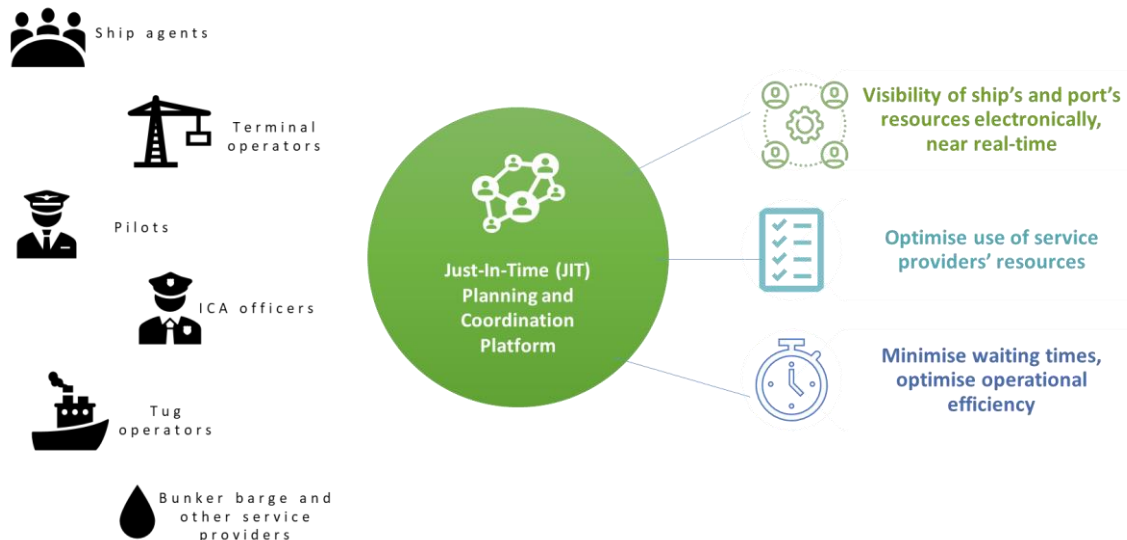 Ship agents
Terminal
operators
Pilots
ICA officers
Tug
operators
Bunker barge and
other service
providers
Just-In-Time (JIT)
Planning and
Coordination
Platform
Visibility of ship's and port's
resources electronically,
near real-time
Optimise use of service
providers' resources
Minimise waiting times,
optimise operational
efficiency